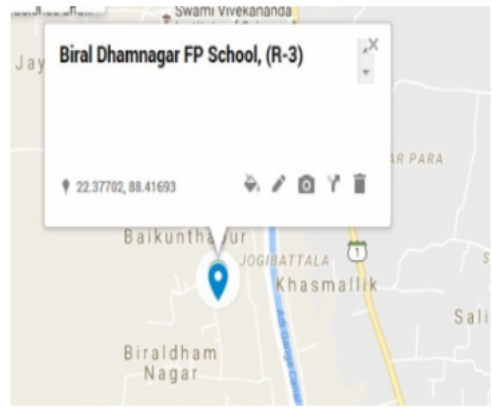 Swami Vivekananda
Jay
Biral Dhamnagar FP School, (R-3)
AR PARA
22.37702, 88.41693
Baikunthapur
JOGIBATTALA
1
Khasmallik
Sali
Biraldham
Nagar